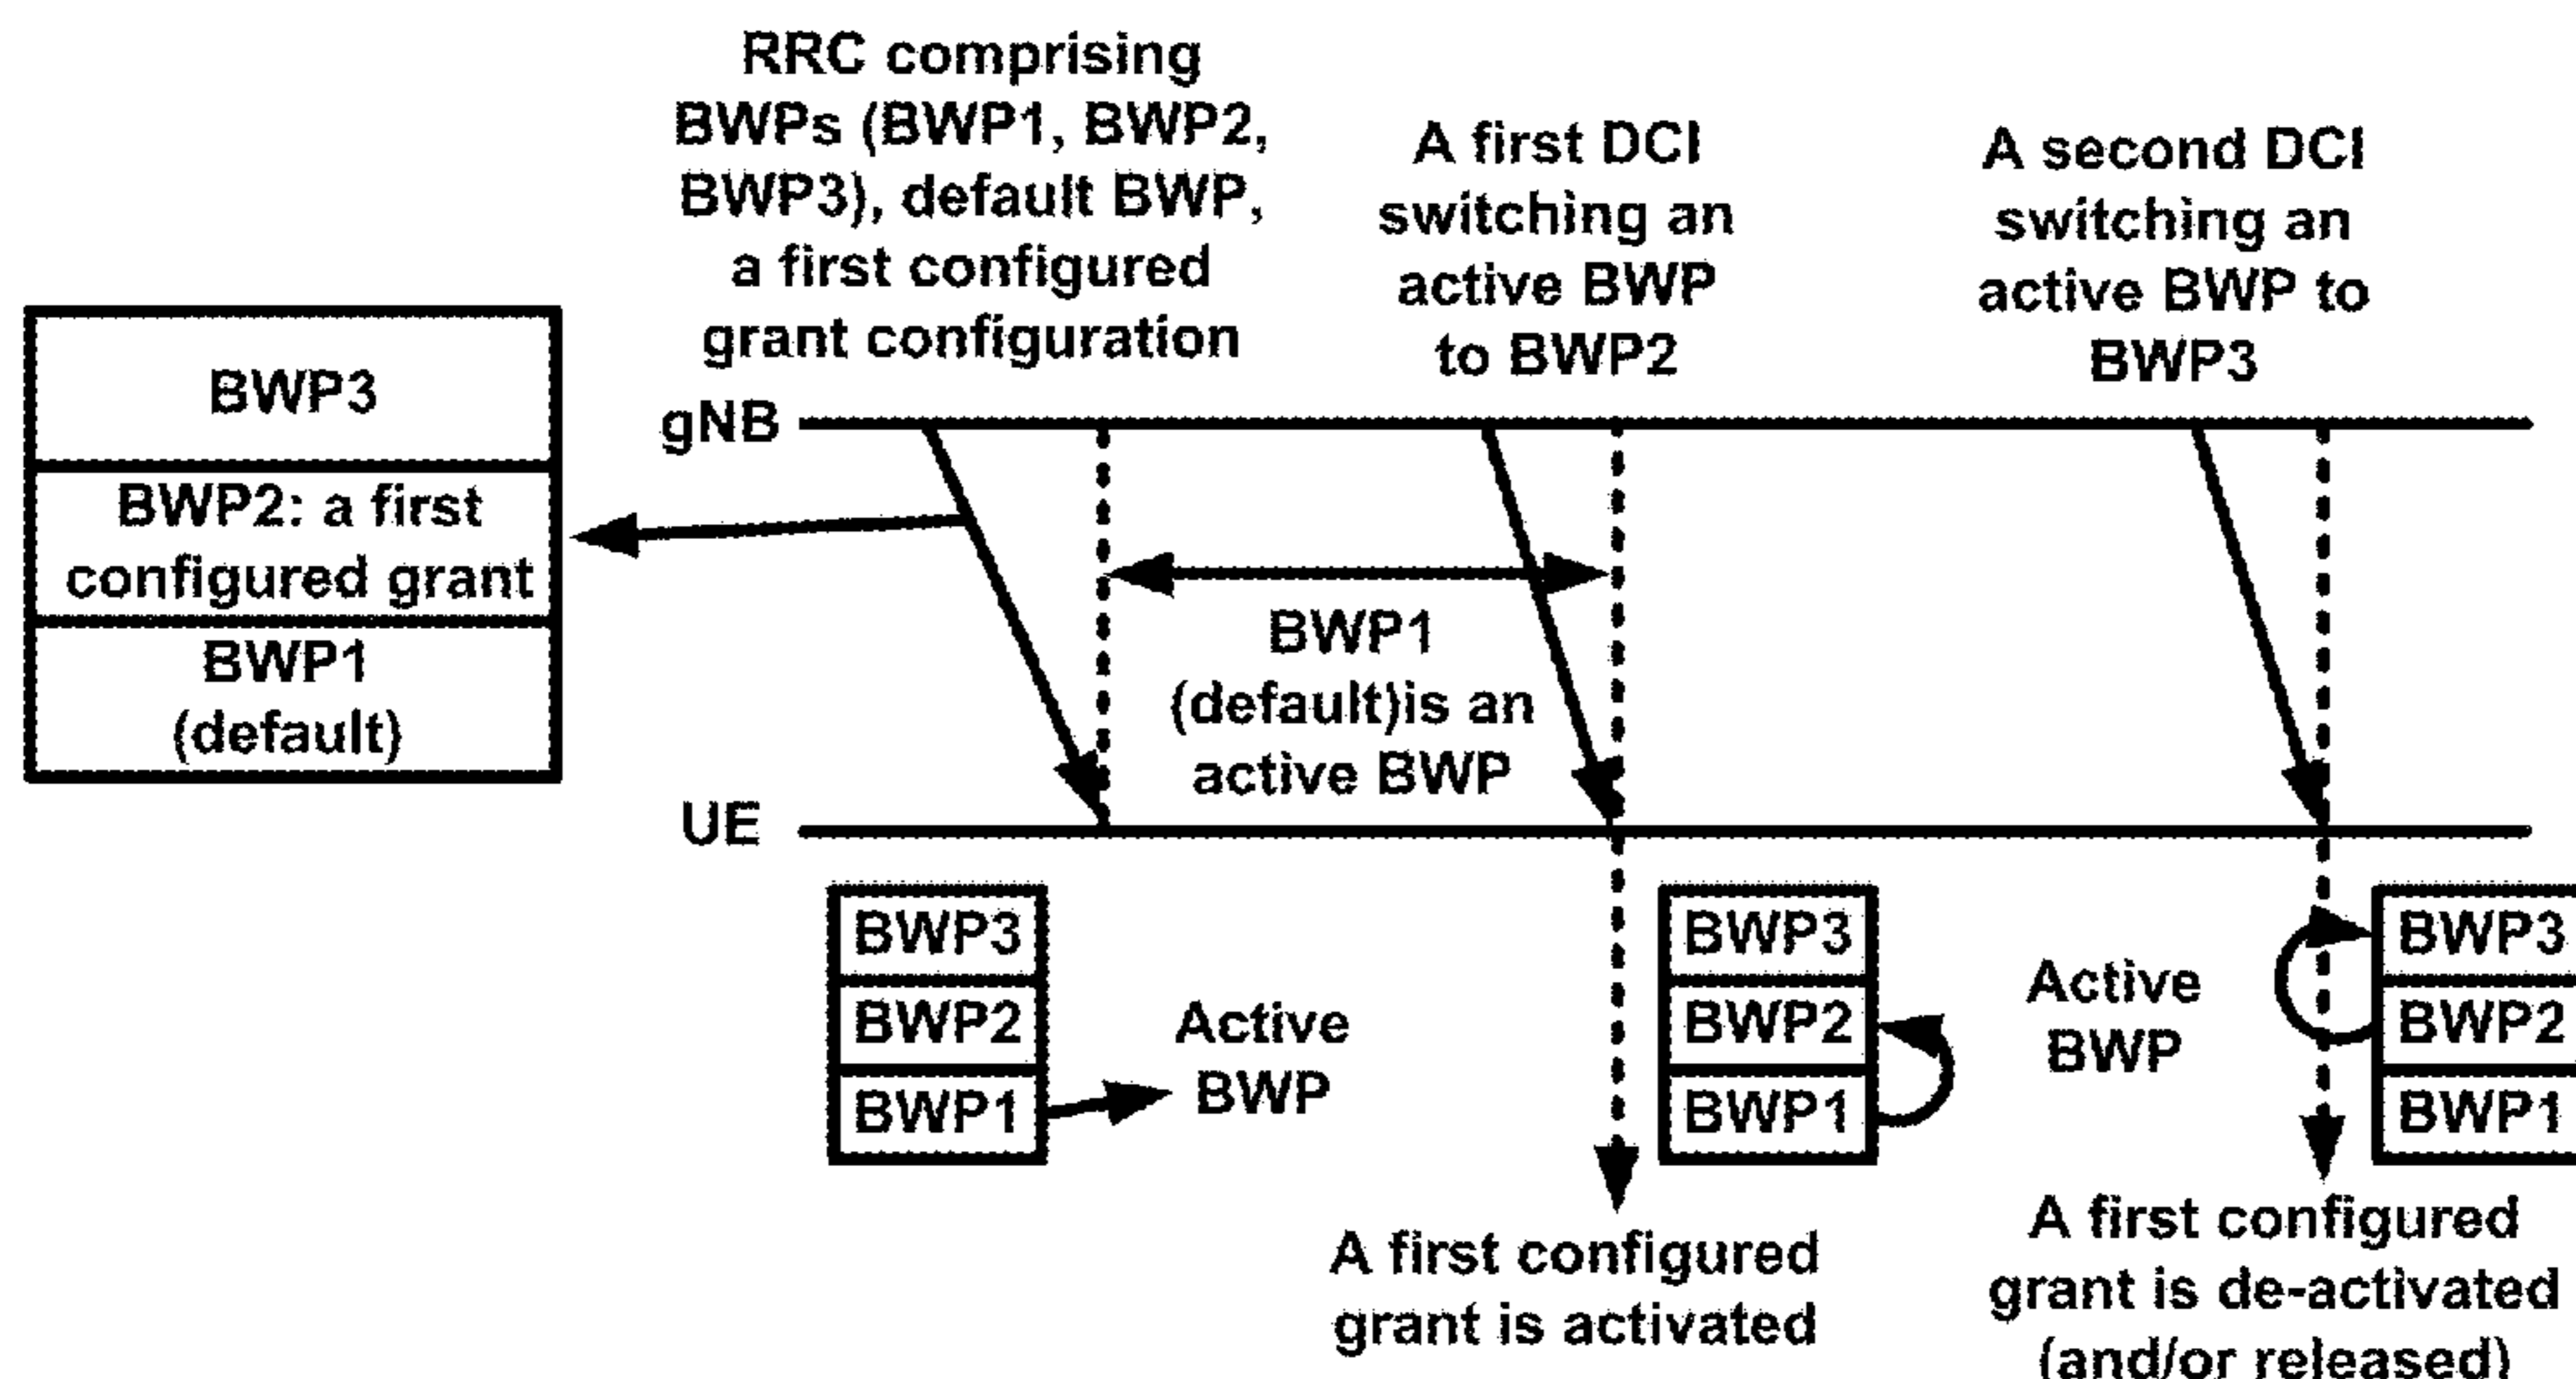 RRC comprising
BWPs (BWP1, BWP2,
BWP3), default BWP,
a first configured
grant configuration
A first DCI
switching an
active BWP
to BWP2
A second DCI
switching an
active BWP to
BWP3
BWP3
BWP2: a first
configured grant
BWP1
(default)
gNB
BWP1
(default)is an
active BWP
UE
BWP3
BWP2
BWP1
Active
BWP
BWP3
BWP2
BWP1
Active
BWP
BWP3
BWP2
BWP1
A first configured
grant is activated
A first configured
grant is de-activated
(and/or released)